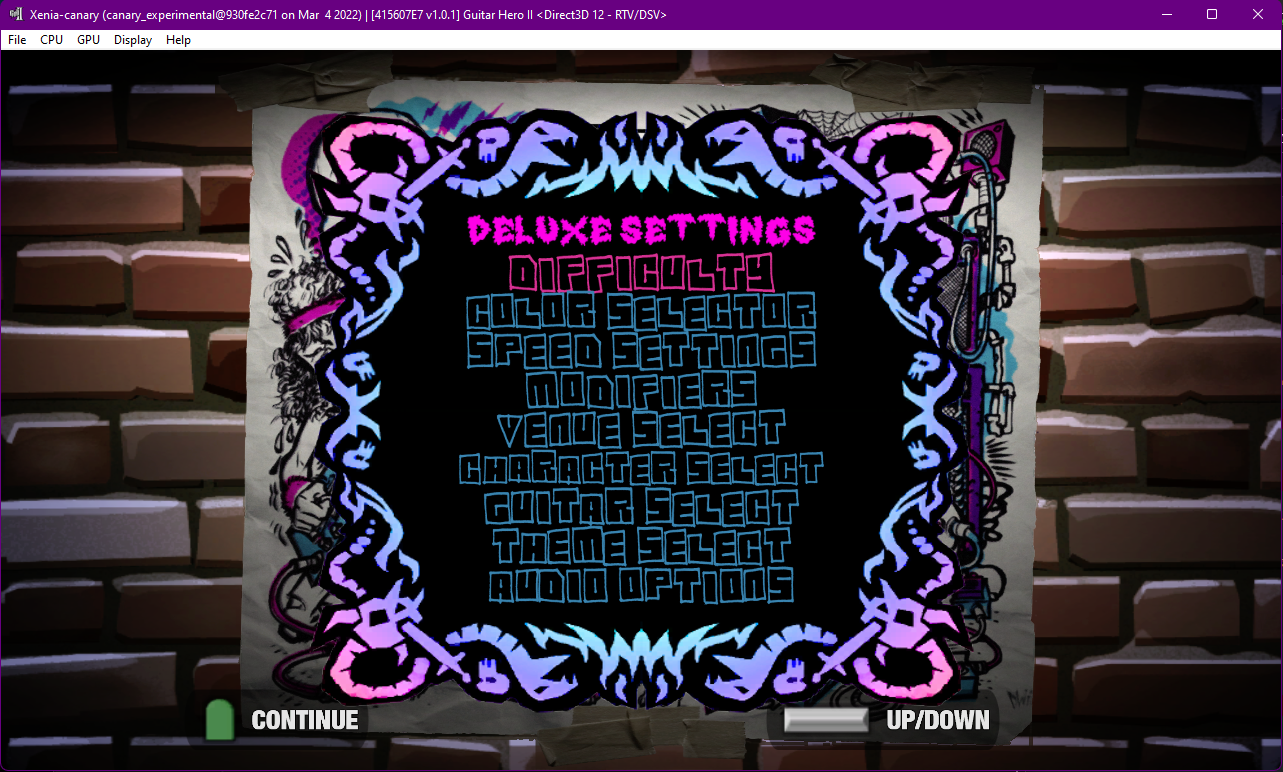 Xenia-canary (canary_experimental@930fe2c71 on Mar 4 2022) | [415607E7 v1.0.1] Guitar Hero II <Direct3D 12 - RTV/DSV>
File CPU GPU Display Help
DELUXE SETTINGS
DIFFICULTY
COLOR SELECTOR
SPEED SETTINGS
MODIFIERS
VENUE SELECT
CHARACTER SELECT
GUITAR SELECT
THEME SELECT
AUDIO OPTIONS
CONTINUE UP/DOWN